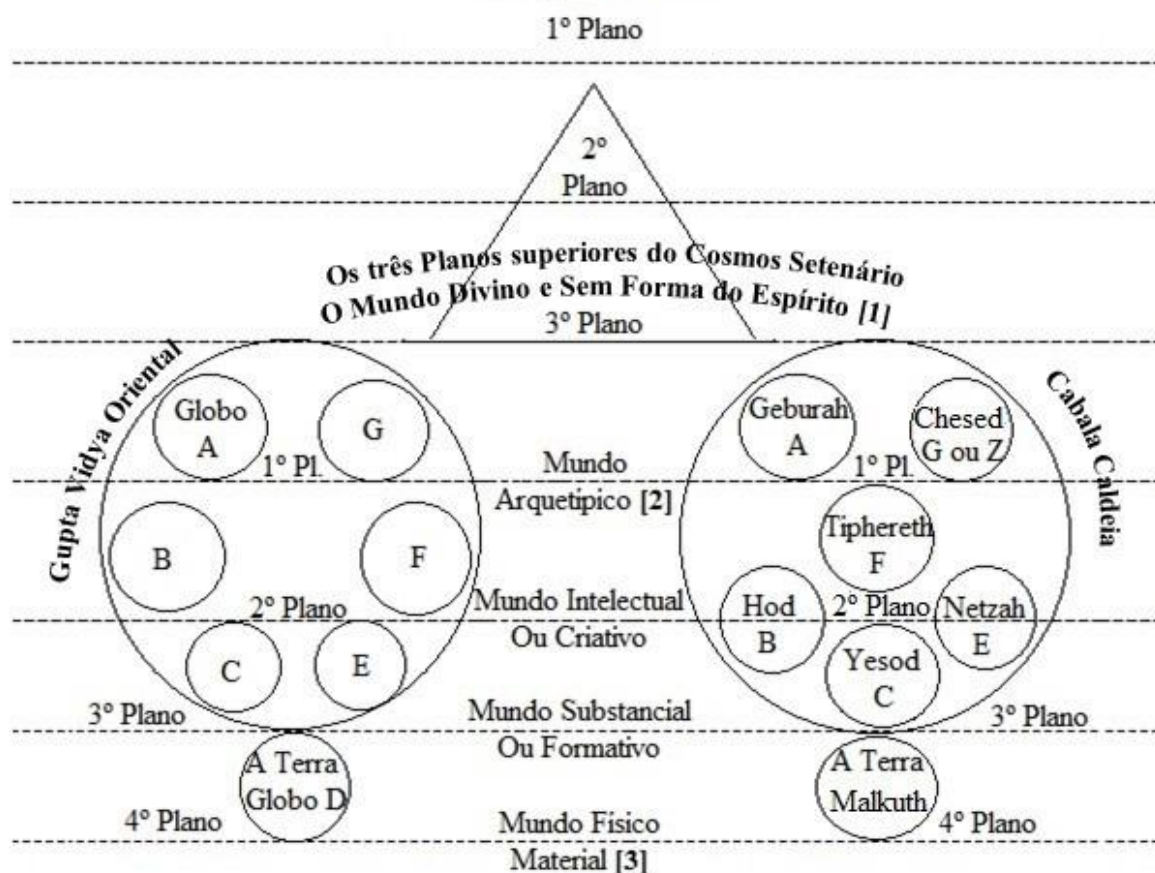 1º Plano
2º
Plano
Os três Planos superiores do Cosmos Setenário
O Mundo Divino e Sem Forma do Espírito [1]
3º Plano
Gupta Vidya Oriental
Globo
A
G
1º Pl.
B
F
2º Plano
C
E
3º Plano
A Terra
Globo D
4º Plano
Mundo
Arquetípico [2]
Mundo Intelectual
Ou Criativo
Mundo Substancial
Ou Formativo
Mundo Físico
Material [3]
Cabala Caldeia
Geburah
A
Chesed
G ou Z
1º Pl.
Tiphereth
F
Hod
B
2º Plano
Netzah
E
Yesod
C
3º Plano
A Terra
Malkuth
4º Plano